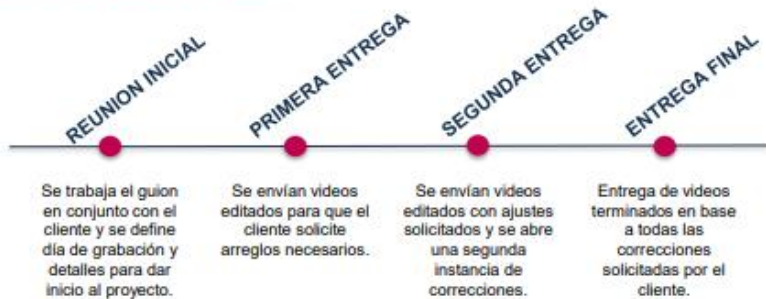 REUNION INICIAL
PRIMERA ENTREGA
SEGUNDA ENTREGA
ENTREGA FINAL
Se trabaja el guion
en conjunto con el
cliente y se define
día de grabación y
detalles para dar
inicio al proyecto.
Se envían videos
editados para que el
cliente solicite
arreglos necesarios.
Se envían videos
editados con ajustes
solicitados y se abre
una segunda
instancia de
correcciones.
Entrega de videos
terminados en base
a todas las
correcciones
solicitadas por el
cliente.